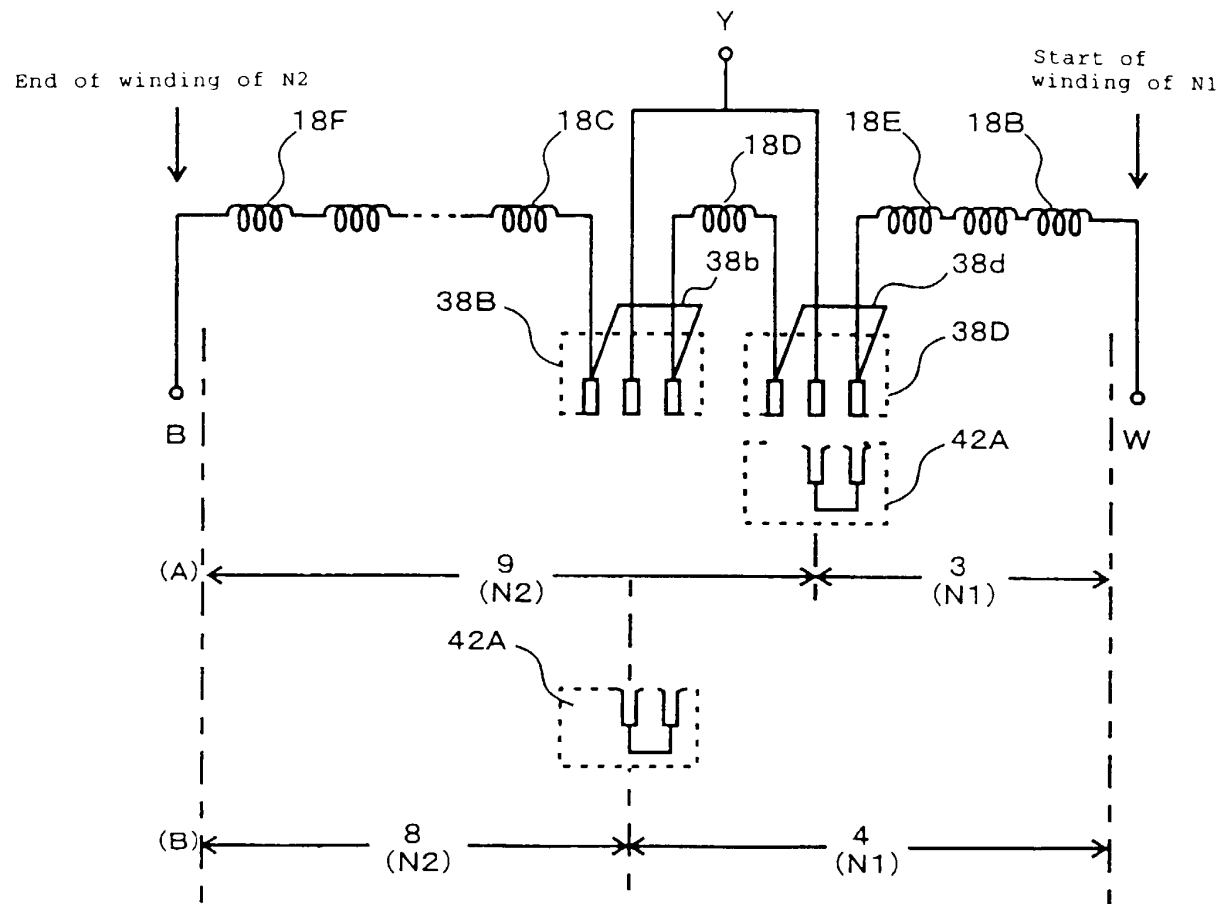 Y
End of winding of N2
Start of
winding of N1
18F
18C
18D
18E
18B
38b
38d
38B
38D
B
W
42A
(A)
9
(N2)
3
(N1)
42A
(B)
8
(N2)
4
(N1)